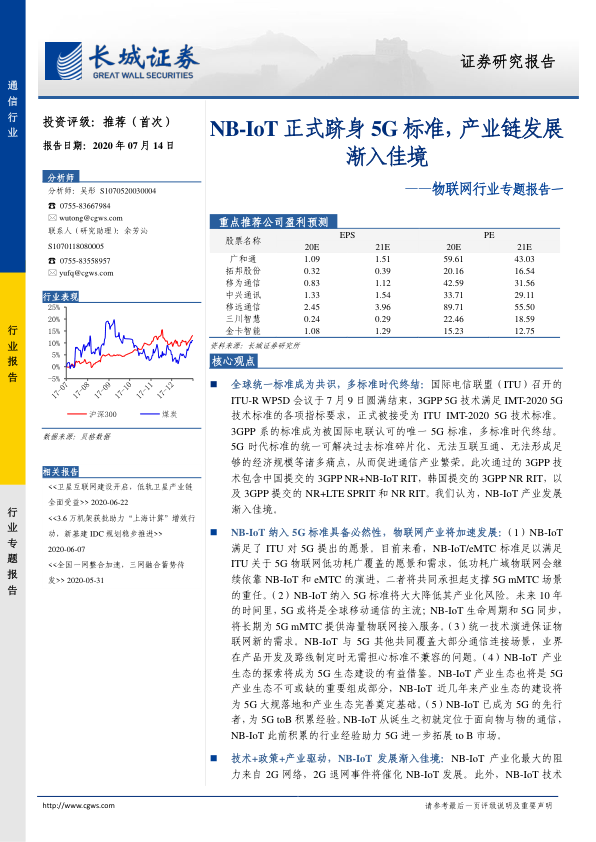 长城证券
GREAT WALL SECURITIES
证券研究报告
通信行业
行业报告
行业专题报告
投资评级：推荐（首次）
报告日期：2020 年 07 月 14 日
分析师
分析师：吴彤 S1070520030004
☎ 0755-83667984
✉ wutong@cgws.com
联系人（研究助理）：余芳沁
S1070118080005
☎ 0755-83558957
✉ yufq@cgws.com
行业表现
25%
20%
15%
10%
5%
0%
-5%
17-07
17-08
17-09
17-10
17-11
17-12
沪深300
煤炭
数据来源：贝格数据
相关报告
<<卫星互联网建设开启，低轨卫星产业链
全面受益>> 2020-06-22
<<3.6 万机架获批助力“上海计算”增效行
动，新基建 IDC 规划稳步推进>>
2020-06-07
<<全国一网整合加速，三网融合蓄势待
发>> 2020-05-31
NB-IoT 正式跻身 5G 标准，产业链发展
渐入佳境
——物联网行业专题报告一
重点推荐公司盈利预测
股票名称 EPS PE
20E 21E 20E 21E
广和通 1.09 1.51 59.61 43.03
拓邦股份 0.32 0.39 20.16 16.54
移为通信 0.83 1.12 42.59 31.56
中兴通讯 1.33 1.54 33.71 29.11
移远通信 2.45 3.96 89.71 55.50
三川智慧 0.24 0.29 22.46 18.59
金卡智能 1.08 1.29 15.23 12.75
资料来源：长城证券研究所
核心观点
■ 全球统一标准成为共识，多标准时代终结：国际电信联盟（ITU）召开的
ITU-R WP5D 会议于 7 月 9 日圆满结束，3GPP 5G 技术满足 IMT-2020 5G
技术标准的各项指标要求，正式被接受为 ITU IMT-2020 5G 技术标准。
3GPP 系的标准成为被国际电联认可的唯一 5G 标准，多标准时代终结。
5G 时代标准的统一可解决过去标准碎片化、无法互联互通、无法形成足
够的经济规模等诸多痛点，从而促进通信产业繁荣。此次通过的 3GPP 技
术包含中国提交的 3GPP NR+NB-IoT RIT，韩国提交的 3GPP NR RIT，以
及 3GPP 提交的 NR+LTE SPRIT 和 NR RIT。我们认为，NB-IoT 产业发展
渐入佳境。
■ NB-IoT 纳入 5G 标准具备必然性，物联网产业将加速发展：（1）NB-IoT
满足了 ITU 对 5G 提出的愿景。目前来看，NB-IoT/eMTC 标准足以满足
ITU 关于 5G 物联网低功耗广覆盖的愿景和需求，低功耗广域物联网会继
续依靠 NB-IoT 和 eMTC 的演进，二者将共同承担起支撑 5G mMTC 场景
的重任。（2）NB-IoT 纳入 5G 标准将大大降低其产业化风险。未来 10 年
的时间里，5G 或将是全球移动通信的主流；NB-IoT 生命周期和 5G 同步，
将长期为 5G mMTC 提供海量物联网接入服务。（3）统一技术演进保证物
联网新的需求。NB-IoT 与 5G 其他共同覆盖大部分通信连接场景，业界
在产品开发及路线制定时无需担心标准不兼容的问题。（4）NB-IoT 产业
生态的探索将成为 5G 生态建设的有益借鉴。NB-IoT 产业生态也将是 5G
产业生态不可或缺的重要组成部分，NB-IoT 近几年来产业生态的建设将
为 5G 大规落地和产业生态完善奠定基础。（5）NB-IoT 已成为 5G 的先行
者，为 5G toB 积累经验。NB-IoT 从诞生之初就定位于面向物与物的通信，
NB-IoT 此前积累的行业经验助力 5G 进一步拓展 to B 市场。
■ 技术+政策+产业驱动，NB-IoT 发展渐入佳境：NB-IoT 产业化最大的阻
力来自 2G 网络，2G 退网事件将催化 NB-IoT 发展。此外，NB-IoT 技术
http://www.cgws.com
请参考最后一页评级说明及重要声明